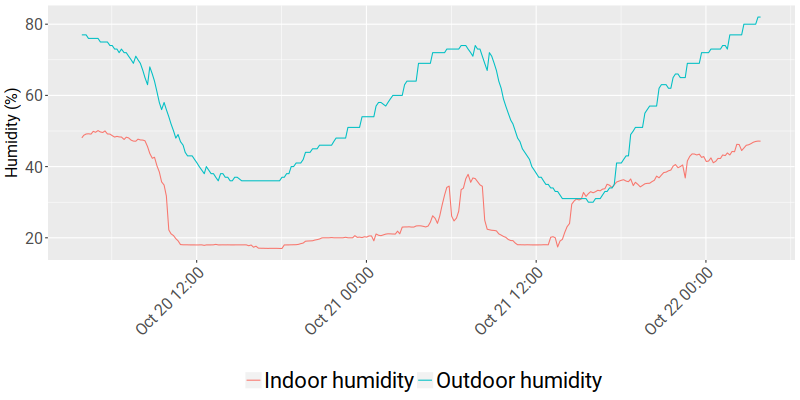 Humidity (%)
80
60
40
20
Oct 20 12:00
Oct 21 00:00
Oct 21 12:00
Oct 22 00:00
Indoor humidity Outdoor humidity